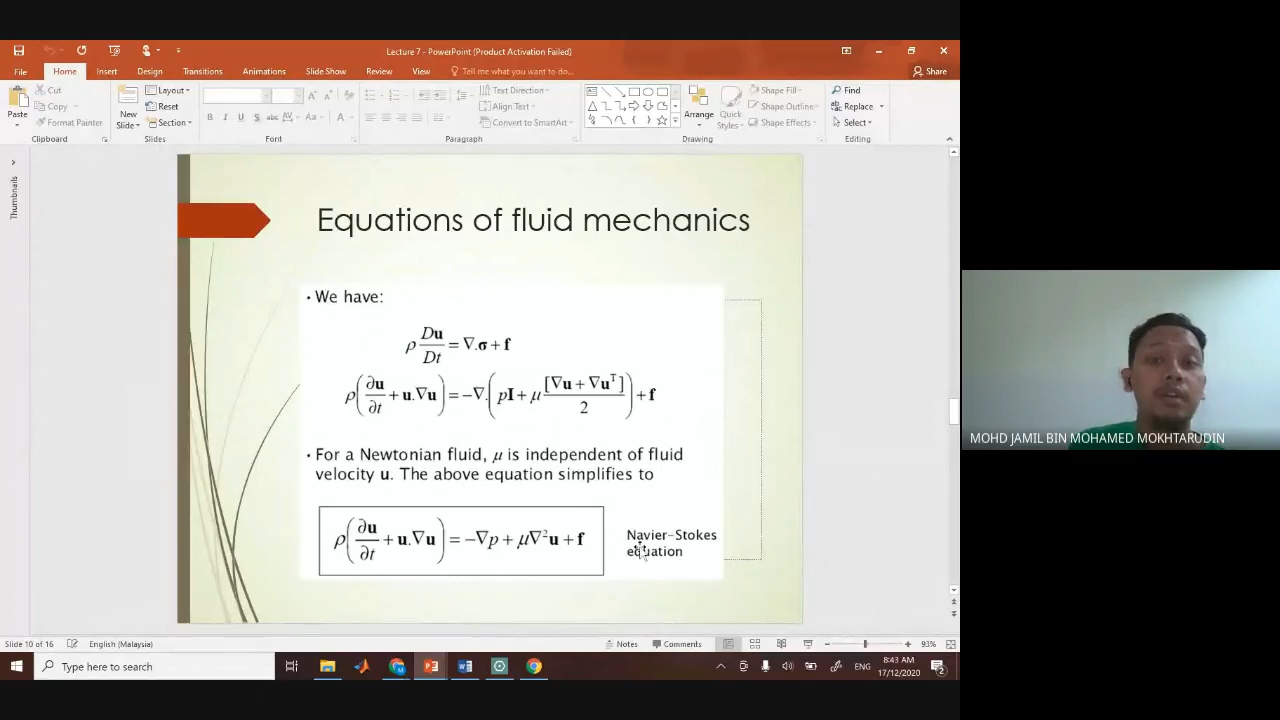 Lecture 7 - PowerPoint (Product Activation Failed)
File Home Insert Design Transitions Animations Slide Show Review View Tell me what you want to do... Share
Paste Cut Copy Format Painter Clipboard
New Slide Layout Reset Section Slides
B I U S abc AV Aa A Font
Text Direction Align Text Convert to SmartArt Paragraph
Arrange Quick Styles Shape Fill Shape Outline Shape Effects Drawing
Find Replace Select Editing
Thumbnails
Equations of fluid mechanics
• We have:
ρ Du/Dt = ∇.σ + f
ρ(∂u/∂t + u.∇u) = −∇.(pI + μ [∇u + ∇uᵀ]/2) + f
• For a Newtonian fluid, μ is independent of fluid
velocity u. The above equation simplifies to
ρ(∂u/∂t + u.∇u) = −∇p + μ∇²u + f
Navier-Stokes
equation
MOHD JAMIL BIN MOHAMED MOKHTARUDIN
Slide 10 of 16 English (Malaysia) Notes Comments 93%
Type here to search
ENG
8:43 AM
17/12/2020
2